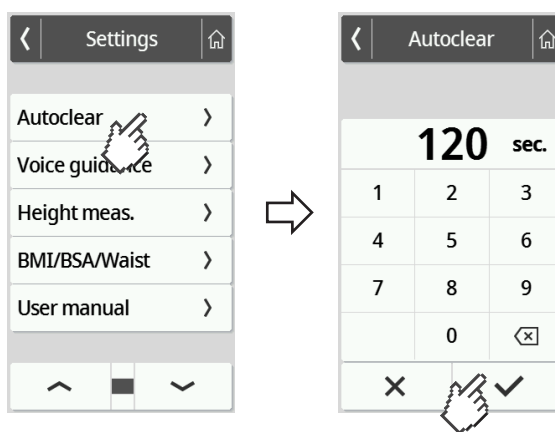 Settings
Autoclear
Voice guidance
Height meas.
BMI/BSA/Waist
User manual
Autoclear
120 sec.
1 2 3
4 5 6
7 8 9
0